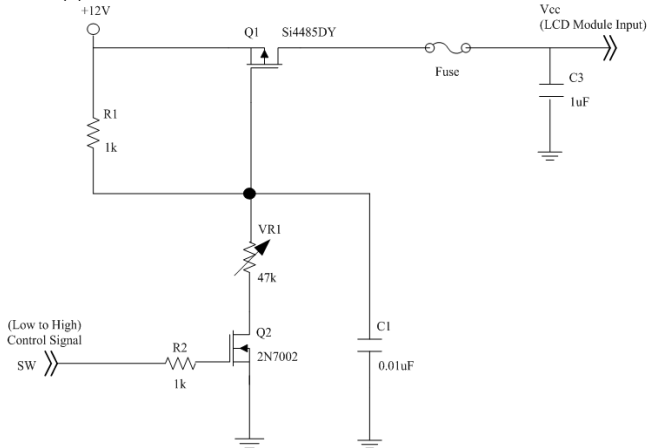 +12V
Q1
Si4485DY
Vcc
(LCD Module Input)
Fuse
C3
1uF
R1
1k
VR1
47k
(Low to High)
Control Signal
SW
R2
1k
Q2
2N7002
C1
0.01uF